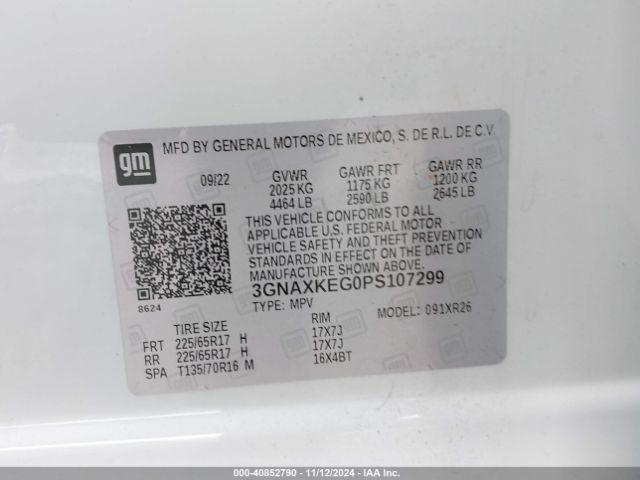 gm
MFD BY GENERAL MOTORS DE MEXICO, S. DE R.L. DE C.V.
09/22 GVWR GAWR FRT GAWR RR
2025 KG 1175 KG 1200 KG
4464 LB 2590 LB 2645 LB
THIS VEHICLE CONFORMS TO ALL
APPLICABLE U.S. FEDERAL MOTOR
VEHICLE SAFETY AND THEFT PREVENTION
STANDARDS IN EFFECT ON THE DATE OF
MANUFACTURE SHOWN ABOVE.
8624 3GNAXKEG0PS107299
TYPE: MPV MODEL: 091XR26
TIRE SIZE RIM
FRT 225/65R17 H 17X7J
RR 225/65R17 H 17X7J
SPA T135/70R16 M 16X4BT
000-40852790 - 11/12/2024 - IAAI.COM